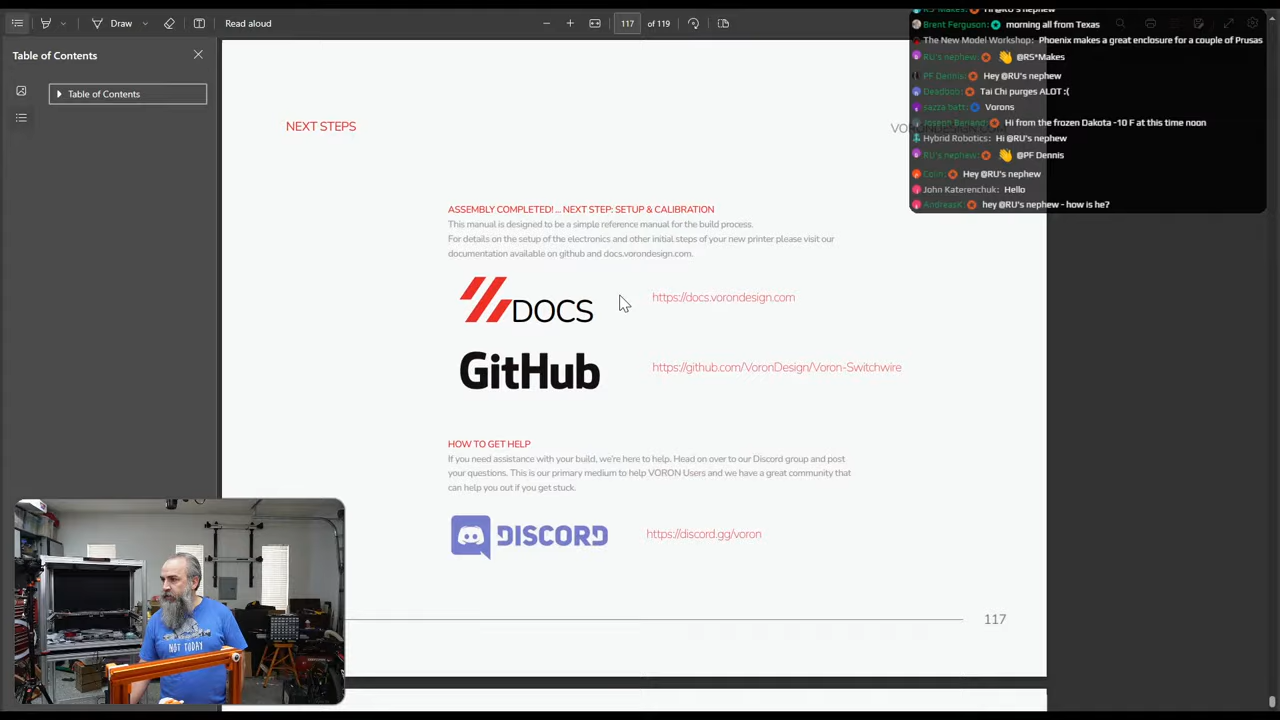 Draw
Read aloud
117 of 119
Table of Contents
Table of Contents
NEXT STEPS
ASSEMBLY COMPLETED! ... NEXT STEP: SETUP & CALIBRATION
This manual is designed to be a simple reference manual for the build process.
For details on the setup of the electronics and other initial steps of your new printer please visit our
documentation available on github and docs.vorondesign.com.
DOCS
https://docs.vorondesign.com
GitHub
https://github.com/VoronDesign/Voron-Switchwire
HOW TO GET HELP
If you need assistance with your build, we're here to help. Head on over to our Discord group and post
your questions. This is our primary medium to help VORON Users and we have a great community that
can help you out if you get stuck.
DISCORD
https://discord.gg/voron
117
Brent Ferguson: morning all from Texas
The New Model Workshop: Phoenix makes a great enclosure for a couple of Prusas
RU's nephew: @RS*Makes
PF Dennis: Hey @RU's nephew
Deadbob: Tai Chi purges ALOT :(
sazza batt: Vorons
Hi from the frozen Dakota -10 F at this time noon
Hybrid Robotics: Hi @RU's nephew
RU's nephew: @PF Dennis
Colin: Hey @RU's nephew
John Katerenchuk: Hello
AndreasK: hey @RU's nephew - how is he?
NOT TODAY